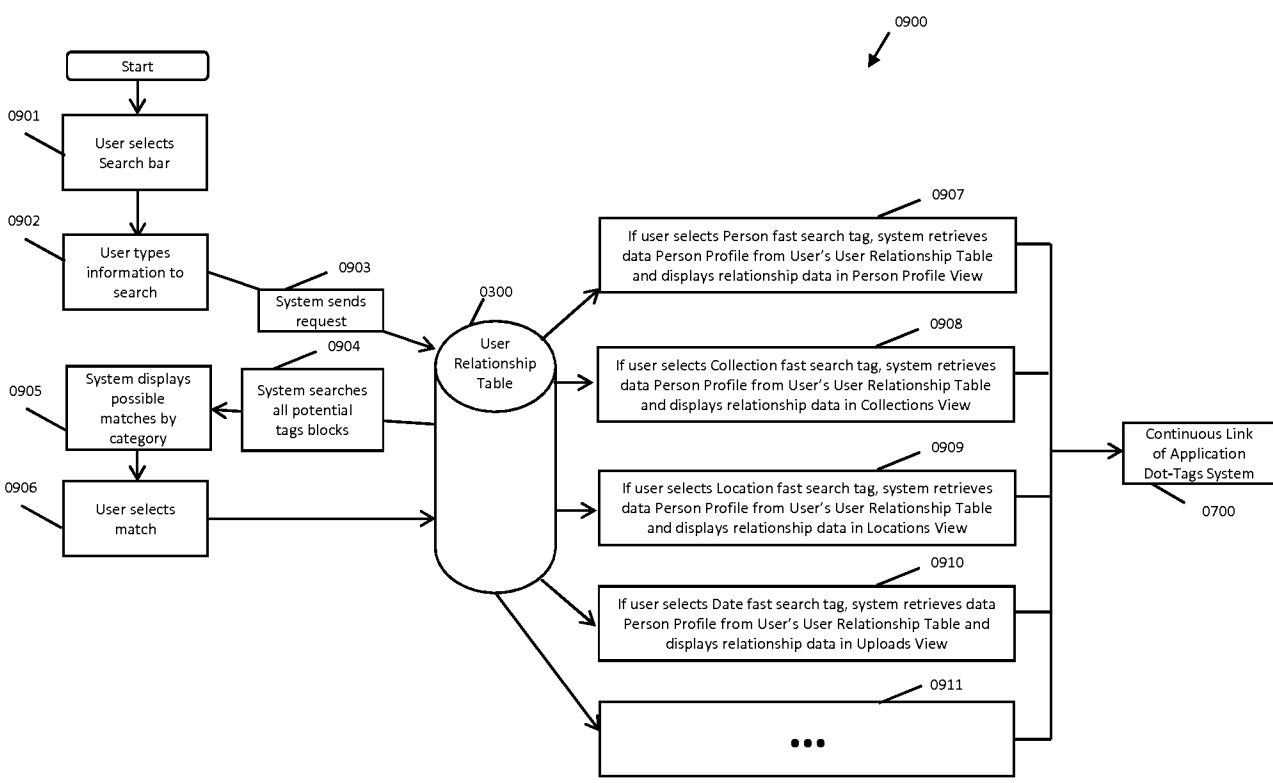 0900
Start
0901
User selects
Search bar
0902
User types
information to
search
0903
System sends
request
0300
User
Relationship
Table
0904
System searches
all potential
tags blocks
0905
System displays
possible
matches by
category
0906
User selects
match
0907
If user selects Person fast search tag, system retrieves
data Person Profile from User’s User Relationship Table
and displays relationship data in Person Profile View
0908
If user selects Collection fast search tag, system retrieves
data Person Profile from User’s User Relationship Table
and displays relationship data in Collections View
0909
If user selects Location fast search tag, system retrieves
data Person Profile from User’s User Relationship Table
and displays relationship data in Locations View
0910
If user selects Date fast search tag, system retrieves data
Person Profile from User’s User Relationship Table and
displays relationship data in Uploads View
0911
...
Continuous Link
of Application
Dot-Tags System
0700